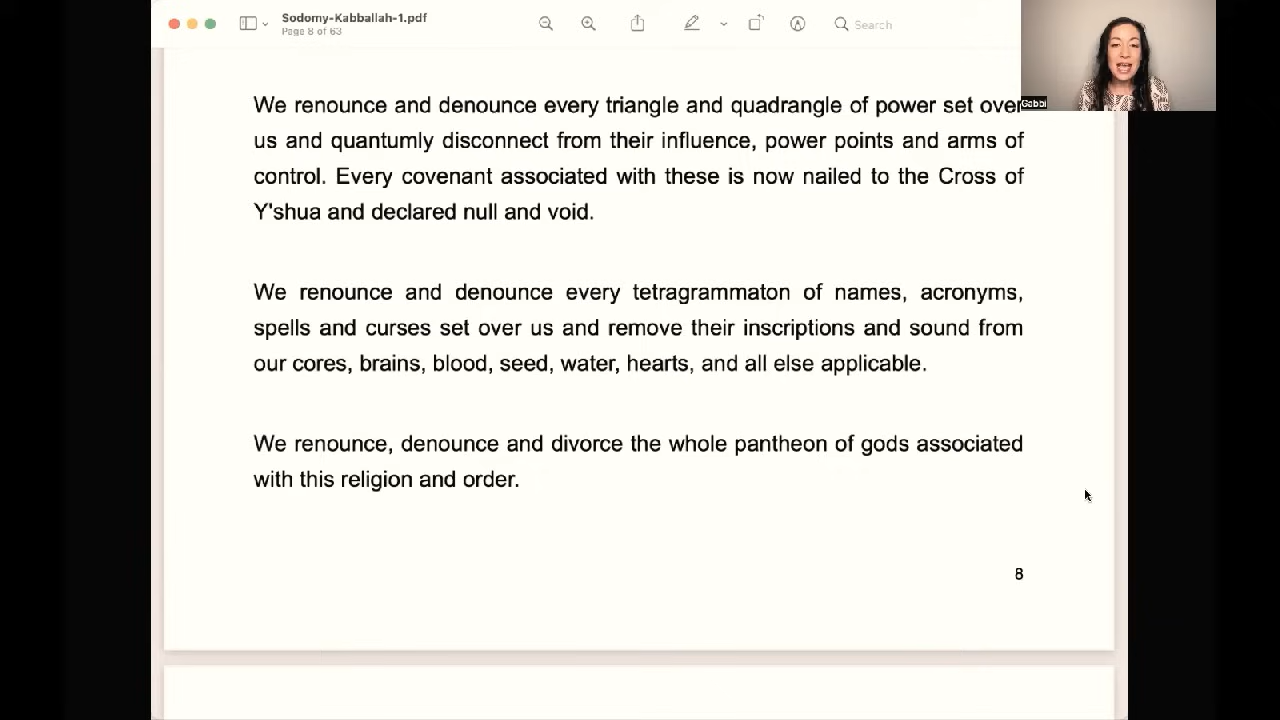 Sodomy-Kabballah-1.pdf
Page 8 of 63
Search
Gabbi
We renounce and denounce every triangle and quadrangle of power set over
us and quantumly disconnect from their influence, power points and arms of
control. Every covenant associated with these is now nailed to the Cross of
Y'shua and declared null and void.
We renounce and denounce every tetragrammaton of names, acronyms,
spells and curses set over us and remove their inscriptions and sound from
our cores, brains, blood, seed, water, hearts, and all else applicable.
We renounce, denounce and divorce the whole pantheon of gods associated
with this religion and order.
8